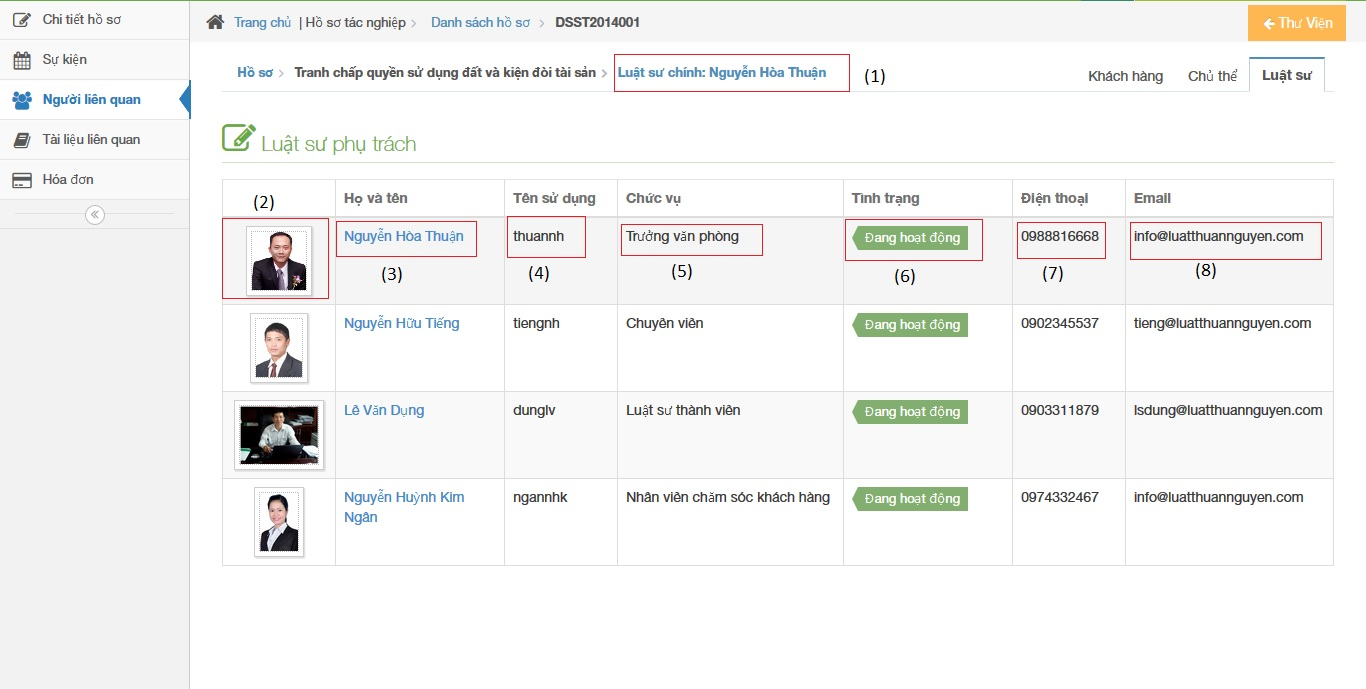 Chi tiết hồ sơ
Sự kiện
Người liên quan
Tài liệu liên quan
Hóa đơn
Trang chủ | Hồ sơ tác nghiệp > Danh sách hồ sơ > DSST2014001
Thư Viện
Hồ sơ > Tranh chấp quyền sử dụng đất và kiện đòi tài sản > Luật sư chính: Nguyễn Hòa Thuận (1)
Khách hàng Chủ thể Luật sư
Luật sư phụ trách
(2) Họ và tên Tên sử dụng Chức vụ Tình trạng Điện thoại Email
Nguyễn Hòa Thuận thuannh Trưởng văn phòng Đang hoạt động 0988816668 info@luatthuannguyen.com
(3) (4) (5) (6) (7) (8)
Nguyễn Hữu Tiếng tiengnh Chuyên viên Đang hoạt động 0902345537 tieng@luatthuannguyen.com
Lê Văn Dụng dunglv Luật sư thành viên Đang hoạt động 0903311879 lsdung@luatthuannguyen.com
Nguyễn Huỳnh Kim ngannhk Nhân viên chăm sóc khách hàng Đang hoạt động 0974332467 info@luatthuannguyen.com
Ngân